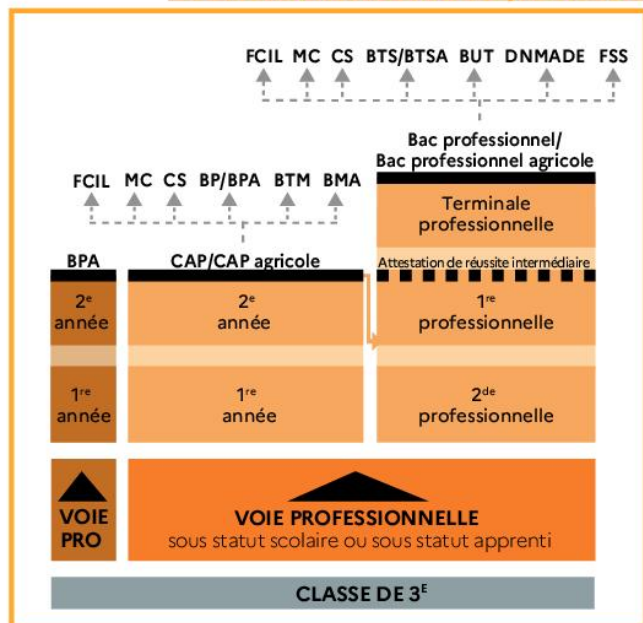 FCIL MC CS BTS/BTSA BUT DNMADE FSS
Bac professionnel/
Bac professionnel agricole
FCIL MC CS BP/BPA BTM BMA
Terminale
professionnelle
BPA
CAP/CAP agricole
Attestation de réussite intermédiaire
2e
année
2e
année
1re
professionnelle
1re
année
1re
année
2de
professionnelle
VOIE
PRO
VOIE PROFESSIONNELLE
sous statut scolaire ou sous statut apprenti
CLASSE DE 3E